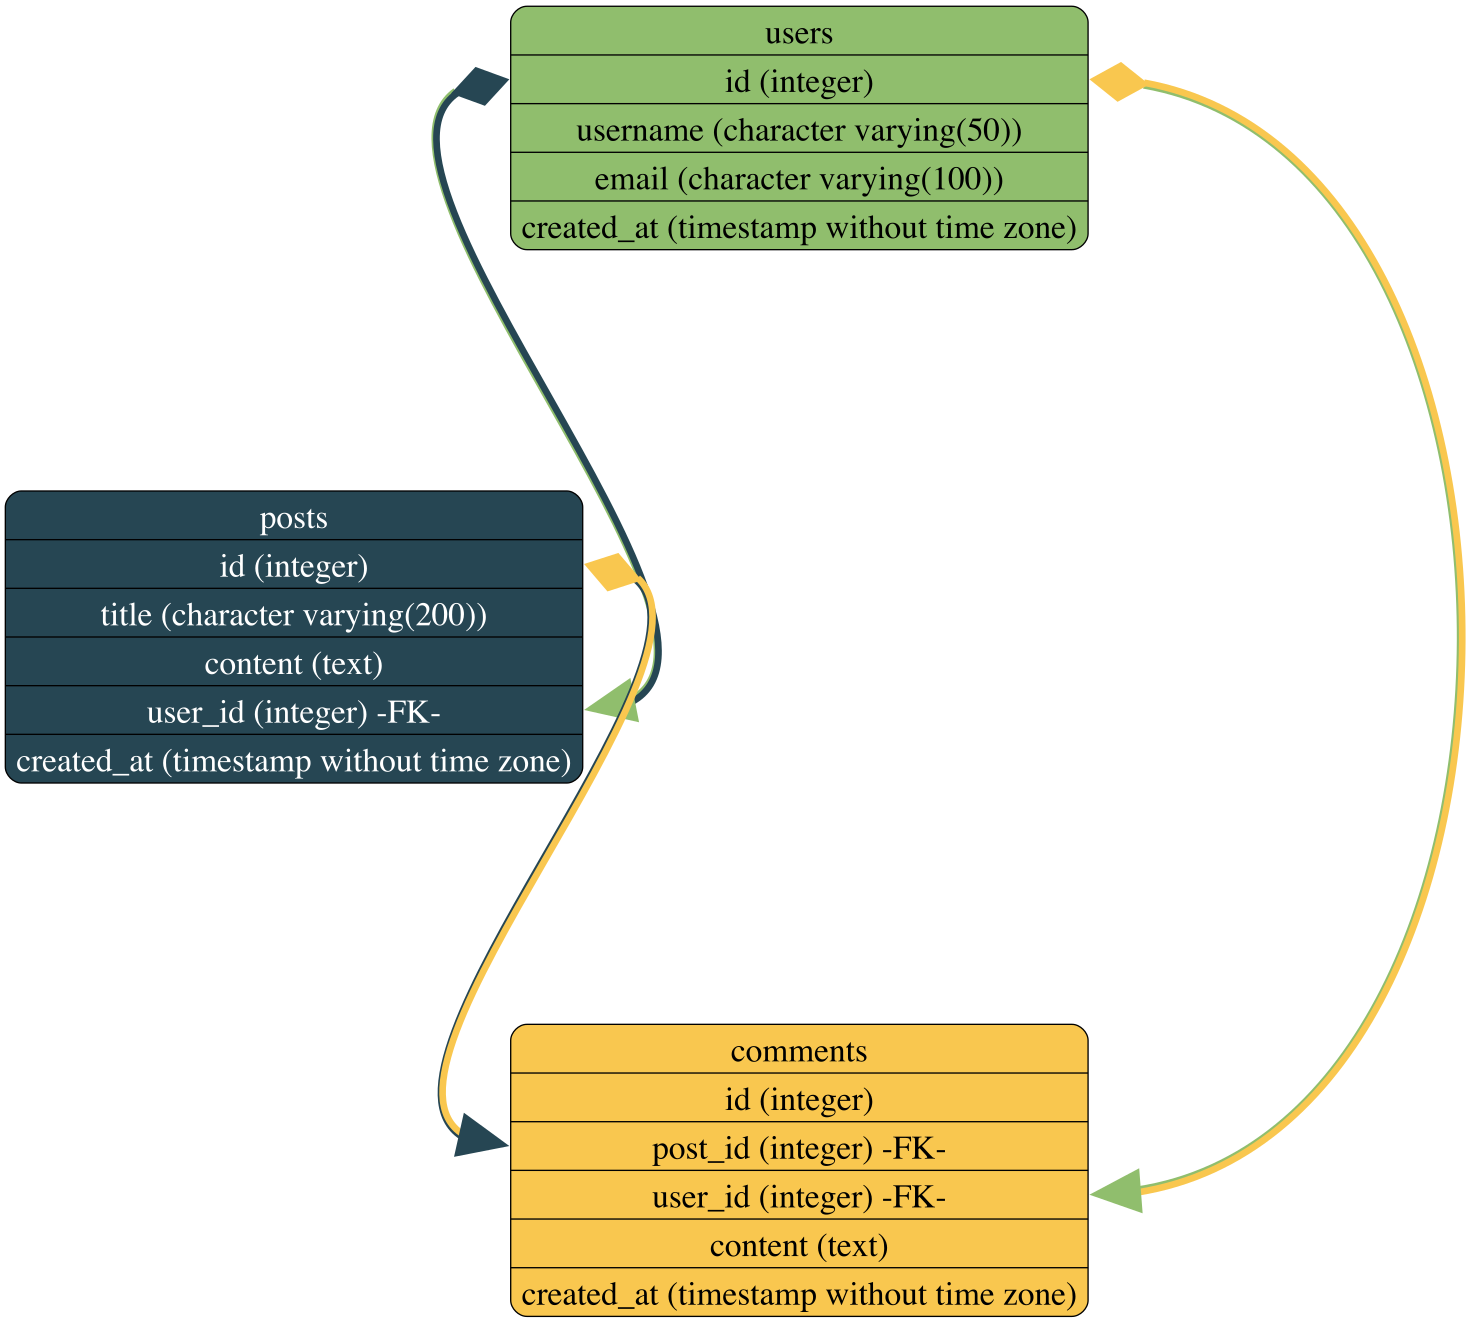 users
id (integer)
username (character varying(50))
email (character varying(100))
created_at (timestamp without time zone)
posts
id (integer)
title (character varying(200))
content (text)
user_id (integer) -FK-
created_at (timestamp without time zone)
comments
id (integer)
post_id (integer) -FK-
user_id (integer) -FK-
content (text)
created_at (timestamp without time zone)